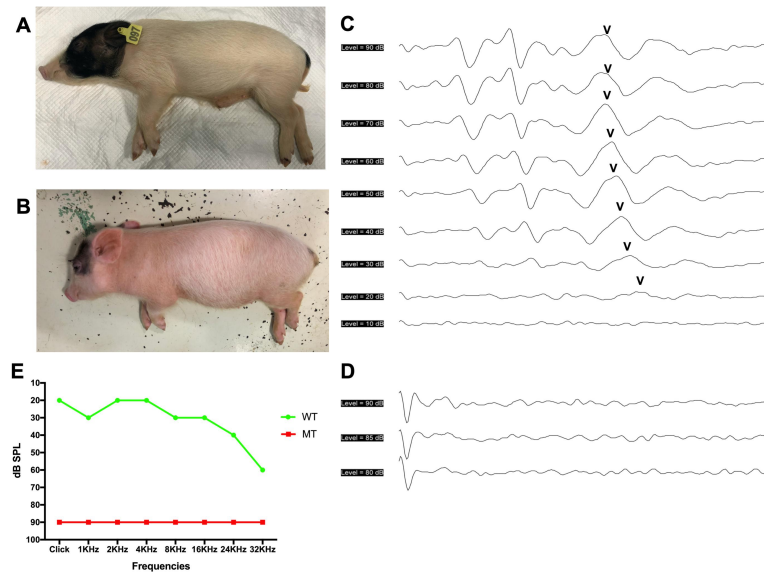 A
097
B
C
V
Level = 90 dB
V
Level = 80 dB
V
Level = 70 dB
V
Level = 60 dB
V
Level = 50 dB
V
Level = 40 dB
V
Level = 30 dB
V
Level = 20 dB
Level = 10 dB
D
Level = 90 dB
Level = 85 dB
Level = 80 dB
E
10
20
30
40
50
60
70
80
90
100
dB SPL
Click 1KHz 2KHz 4KHz 8KHz 16KHz 24KHz 32KHz
Frequencies
WT
MT